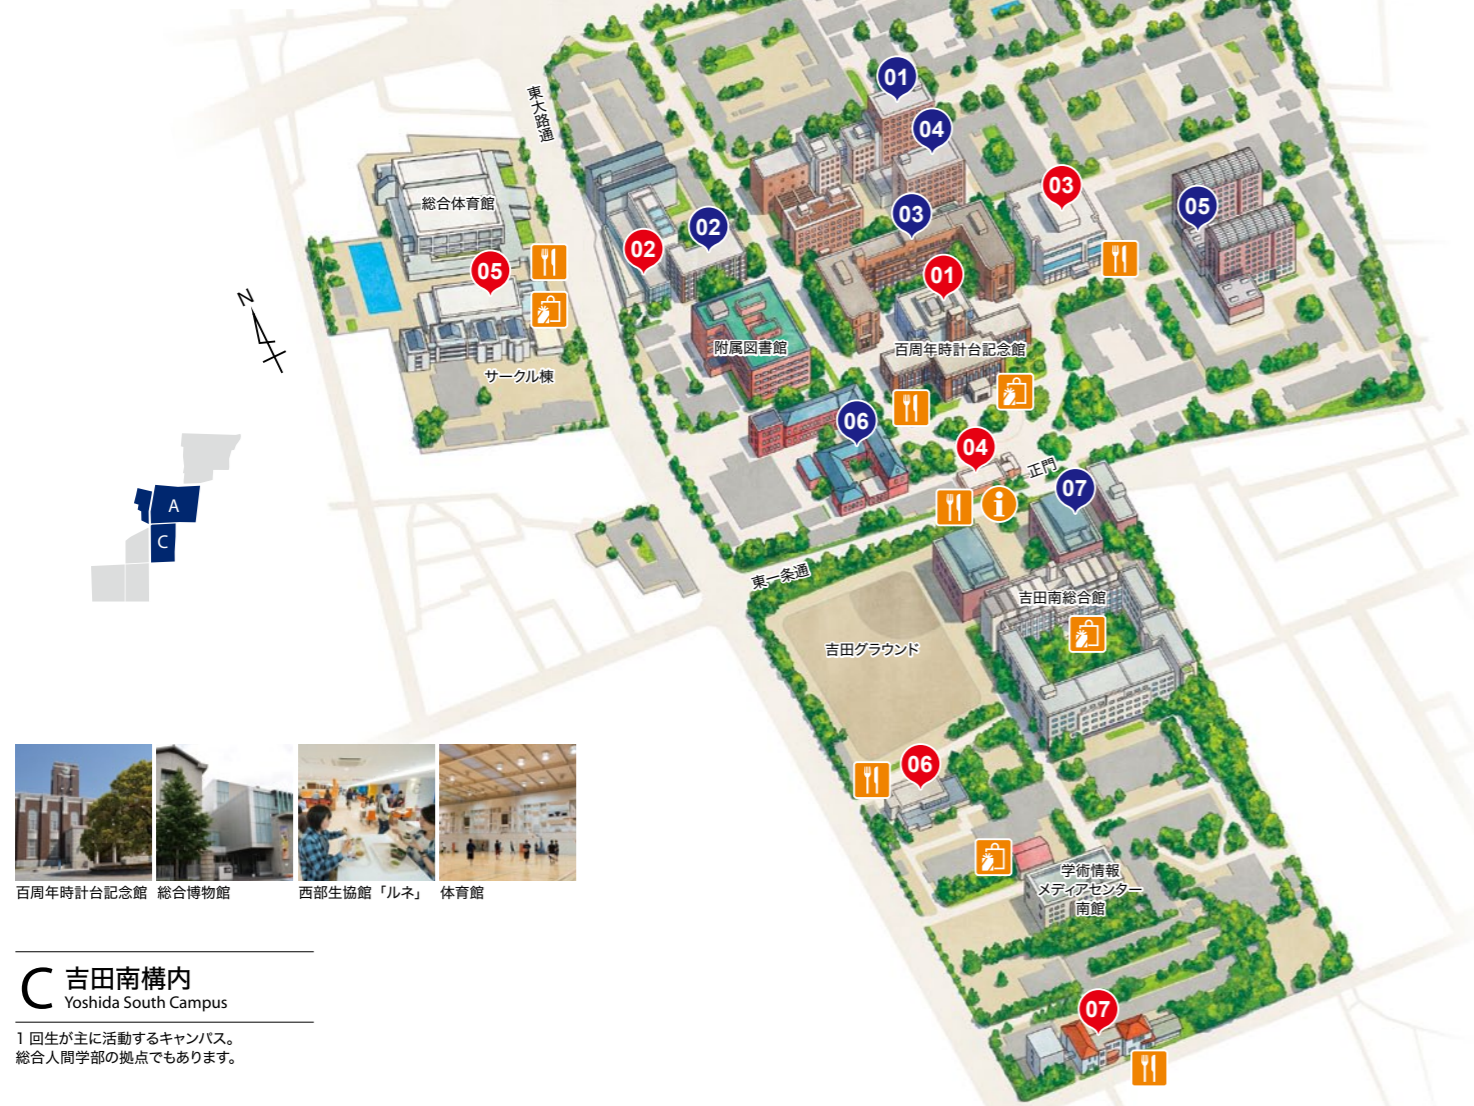 01
東大路通
04
03
総合体育館
05
03
02
02
05
01
N
附属図書館
百周年時計台記念館
サークル棟
06
04
正門
07
A
C
東一条通
吉田南総合館
吉田グラウンド
06
学術情報
メディアセンター
南館
百周年時計台記念館
総合博物館
西部生協館「ルネ」
体育館
C 吉田南構内
Yoshida South Campus
07
1 回生が主に活動するキャンパス。
総合人間学部の拠点でもあります。